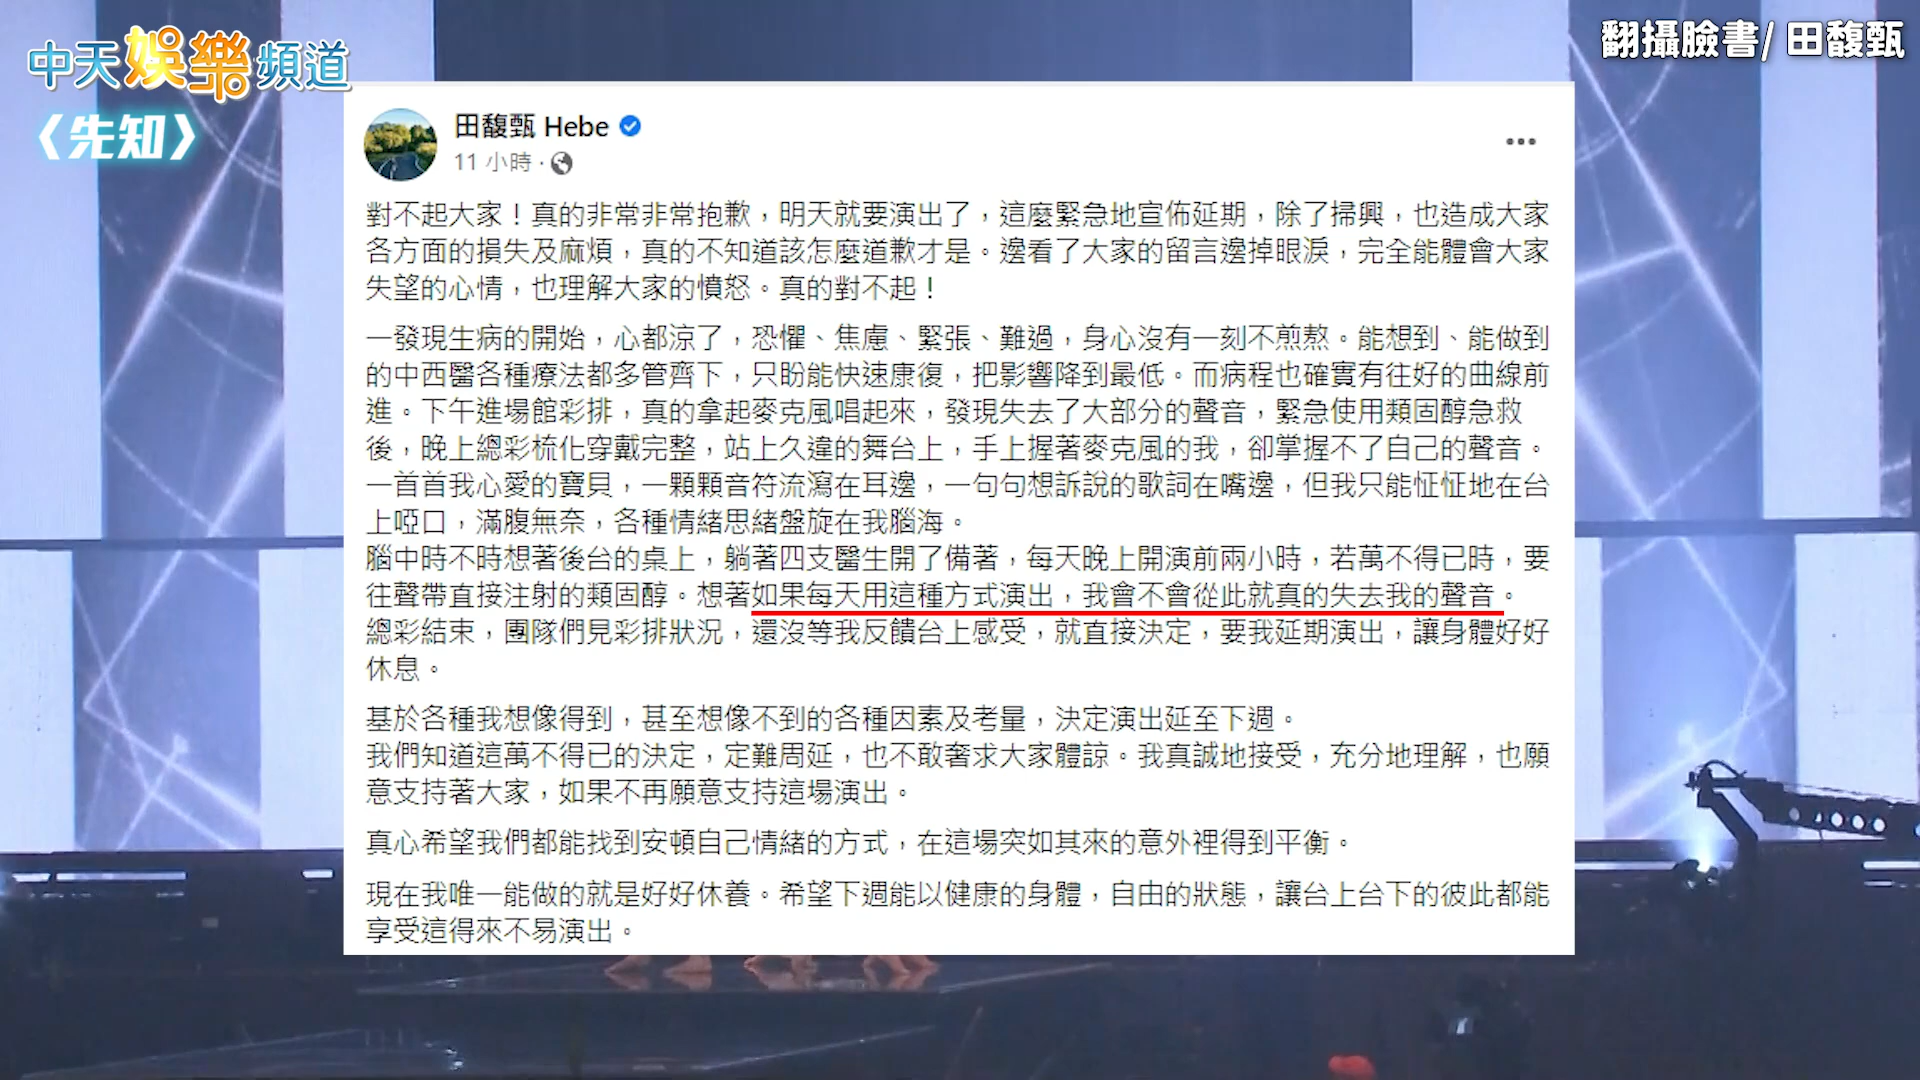 中天娛樂頻道
《先知》
翻攝臉書/ 田馥甄
田馥甄 Hebe
11 小時 ·
對不起大家！真的非常非常抱歉，明天就要演出了，這麼緊急地宣佈延期，除了掃興，也造成大家
各方面的損失及麻煩，真的不知道該怎麼道歉才是。邊看了大家的留言邊掉眼淚，完全能體會大家
失望的心情，也理解大家的憤怒。真的對不起！
一發現生病的開始，心都涼了，恐懼、焦慮、緊張、難過，身心沒有一刻不煎熬。能想到、能做到
的中西醫各種療法都多管齊下，只盼能快速康復，把影響降到最低。而病程也確實有往好的曲線前
進。下午進場館彩排，真的拿起麥克風唱起來，發現失去了大部分的聲音，緊急使用類固醇急救
後，晚上總彩梳化穿戴完整，站上久違的舞台上，手上握著麥克風的我，卻掌握不了自己的聲音。
一首首我心愛的寶貝，一顆顆音符流瀉在耳邊，一句句想訴說的歌詞在嘴邊，但我只能怔怔地在台
上啞口，滿腹無奈，各種情緒思緒盤旋在我腦海。
腦中時不時想著後台的桌上，躺著四支醫生開了備著，每天晚上開演前兩小時，若萬不得已時，要
往聲帶直接注射的類固醇。想著如果每天用這種方式演出，我會不會從此就真的失去我的聲音。
總彩結束，團隊們見彩排狀況，還沒等我反饋台上感受，就直接決定，要我延期演出，讓身體好好
休息。
基於各種我想像得到，甚至想像不到的各種因素及考量，決定演出延至下週。
我們知道這萬不得已的決定，定難周延，也不敢奢求大家體諒。我真誠地接受，充分地理解，也願
意支持著大家，如果不再願意支持這場演出。
真心希望我們都能找到安頓自己情緒的方式，在這場突如其來的意外裡得到平衡。
現在我唯一能做的就是好好休養。希望下週能以健康的身體，自由的狀態，讓台上台下的彼此都能
享受這得來不易演出。